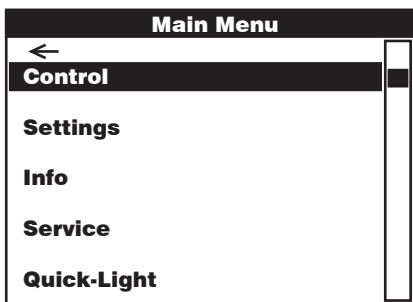 Main Menu
←
Control
Settings
Info
Service
Quick-Light